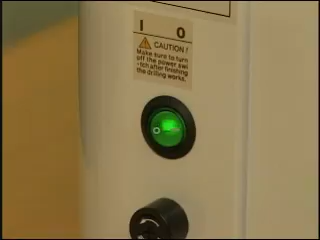 I O
CAUTION !
Make sure to turn
off the power swi
-tch after finishing
the drilling works.